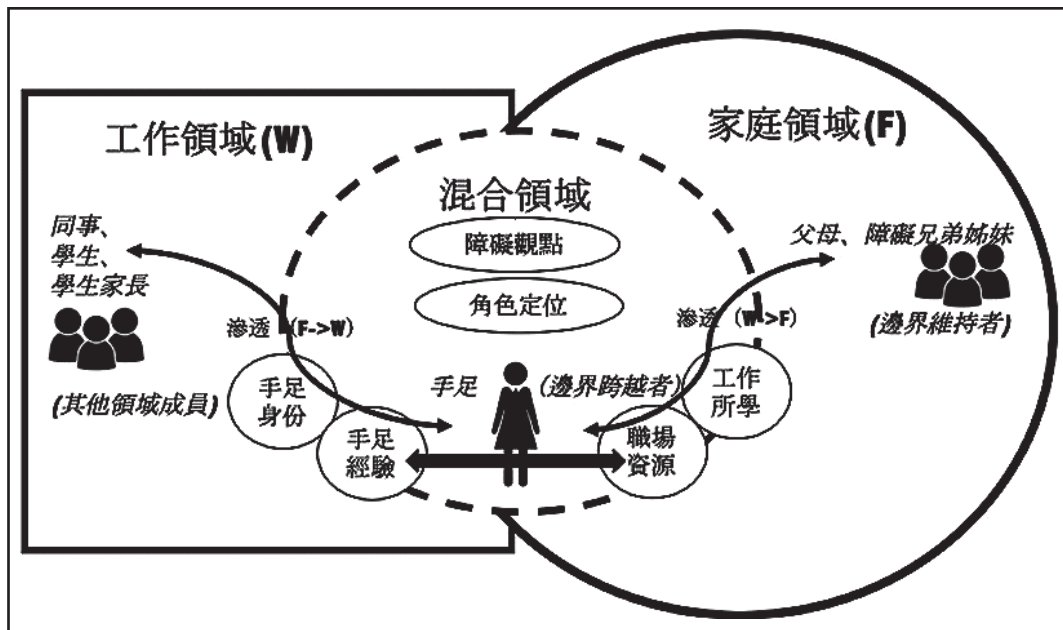 工作領域(W)
家庭領域(F)
混合領域
障礙觀點
角色定位
同事、
學生、
學生家長
(其他領域成員)
父母、障礙兄弟姊妹
(邊界維持者)
滲透 (F->W)
滲透 (W->F)
手足
身份
手足
經驗
手足
(邊界跨越者)
職場
資源
工作
所學